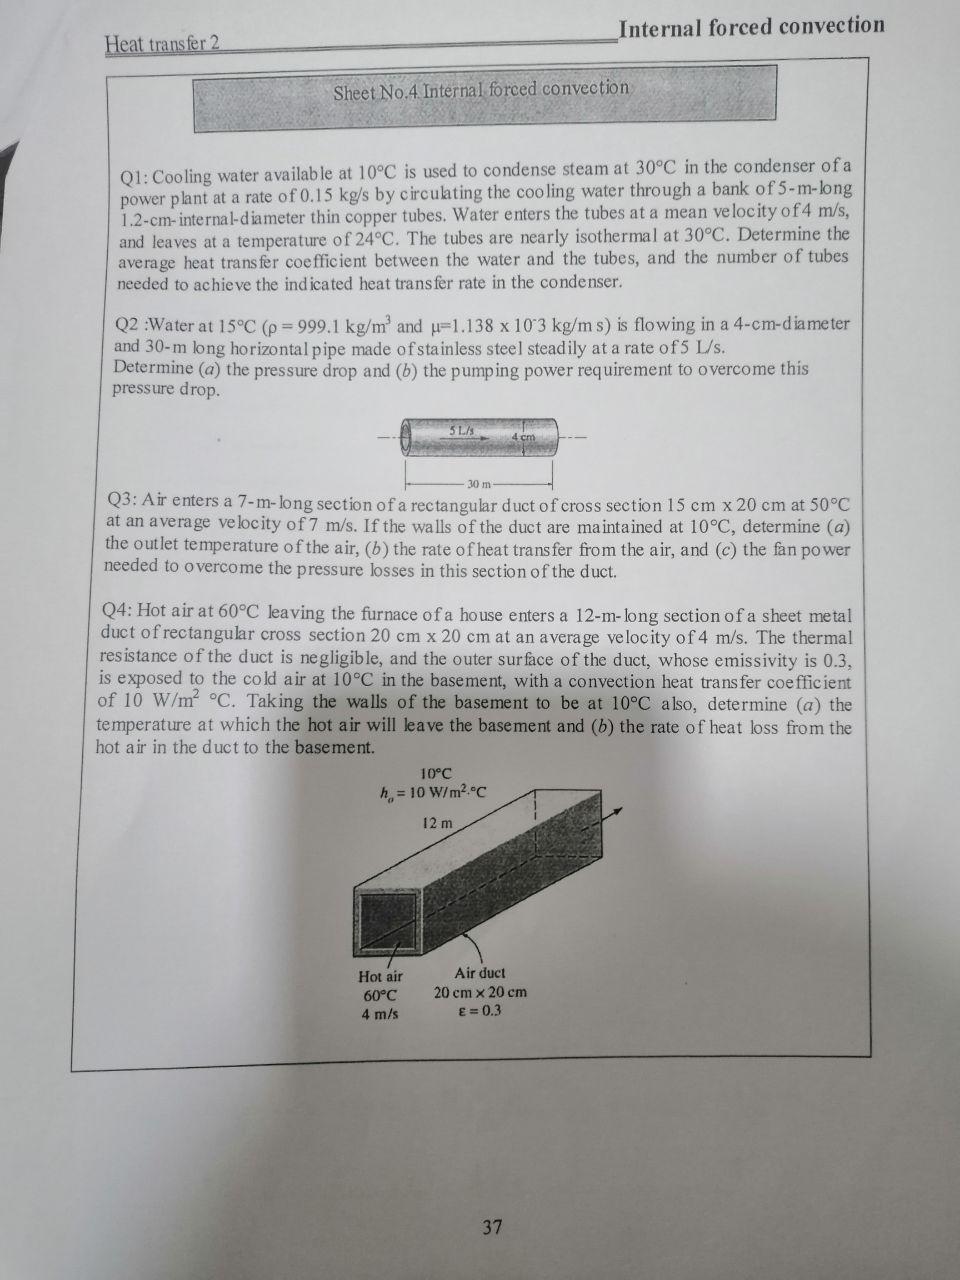 Heat transfer 2
Internal forced convection
Sheet No.4 Internal forced convection
Q1: Cooling water available at 10°C is used to condense steam at 30°C in the condenser of a
power plant at a rate of 0.15 kg/s by circulating the cooling water through a bank of 5-m-long
1.2-cm-internal-diameter thin copper tubes. Water enters the tubes at a mean velocity of 4 m/s,
and leaves at a temperature of 24°C. The tubes are nearly isothermal at 30°C. Determine the
average heat transfer coefficient between the water and the tubes, and the number of tubes
needed to achieve the indicated heat transfer rate in the condenser.
Q2 :Water at 15°C (ρ = 999.1 kg/m³ and μ=1.138 x 10⁻3 kg/m s) is flowing in a 4-cm-diameter
and 30-m long horizontal pipe made of stainless steel steadily at a rate of 5 L/s.
Determine (a) the pressure drop and (b) the pumping power requirement to overcome this
pressure drop.
5 L/s
4 cm
30 m
Q3: Air enters a 7-m-long section of a rectangular duct of cross section 15 cm x 20 cm at 50°C
at an average velocity of 7 m/s. If the walls of the duct are maintained at 10°C, determine (a)
the outlet temperature of the air, (b) the rate of heat transfer from the air, and (c) the fan power
needed to overcome the pressure losses in this section of the duct.
Q4: Hot air at 60°C leaving the furnace of a house enters a 12-m-long section of a sheet metal
duct of rectangular cross section 20 cm x 20 cm at an average velocity of 4 m/s. The thermal
resistance of the duct is negligible, and the outer surface of the duct, whose emissivity is 0.3,
is exposed to the cold air at 10°C in the basement, with a convection heat transfer coefficient
of 10 W/m² °C. Taking the walls of the basement to be at 10°C also, determine (a) the
temperature at which the hot air will leave the basement and (b) the rate of heat loss from the
hot air in the duct to the basement.
10°C
hₒ = 10 W/m².°C
12 m
Hot air
60°C
4 m/s
Air duct
20 cm × 20 cm
ε = 0.3
37